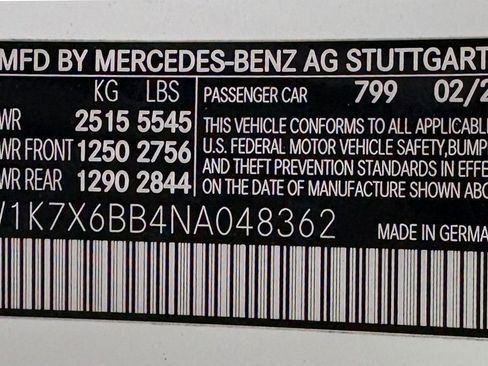 MFD BY MERCEDES-BENZ AG STUTTGART
KG LBS PASSENGER CAR 799 02/2
WR 2515 5545 THIS VEHICLE CONFORMS TO ALL APPLICABLE
WR FRONT 1250 2756 U.S. FEDERAL MOTOR VEHICLE SAFETY, BUMP
WR REAR 1290 2844 AND THEFT PREVENTION STANDARDS IN EFFE
ON THE DATE OF MANUFACTURE SHOWN ABO
W1K7X6BB4NA048362 MADE IN GERMA